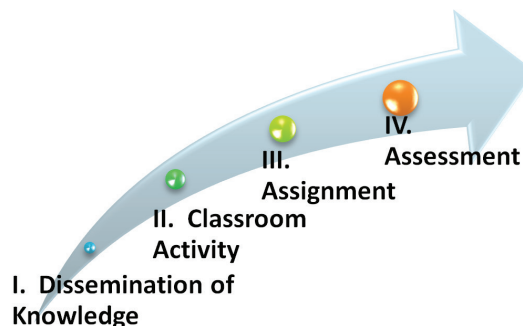 I. Dissemination of
Knowledge
II. Classroom
Activity
III.
Assignment
IV.
Assessment